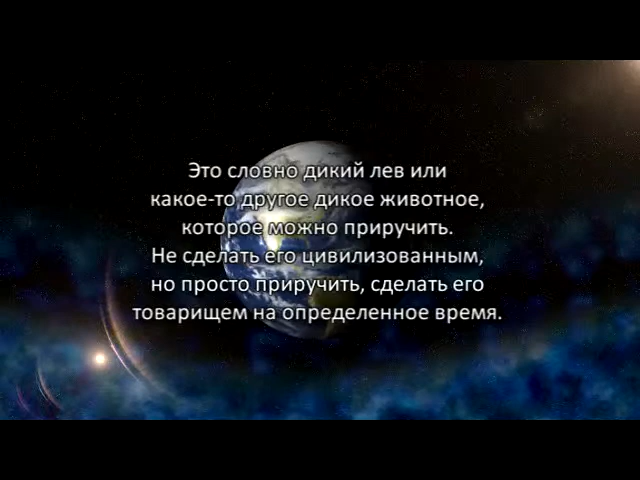 Это словно дикий лев или
какое-то другое дикое животное,
которое можно приручить.
Не сделать его цивилизованным,
но просто приручить, сделать его
товарищем на определенное время.